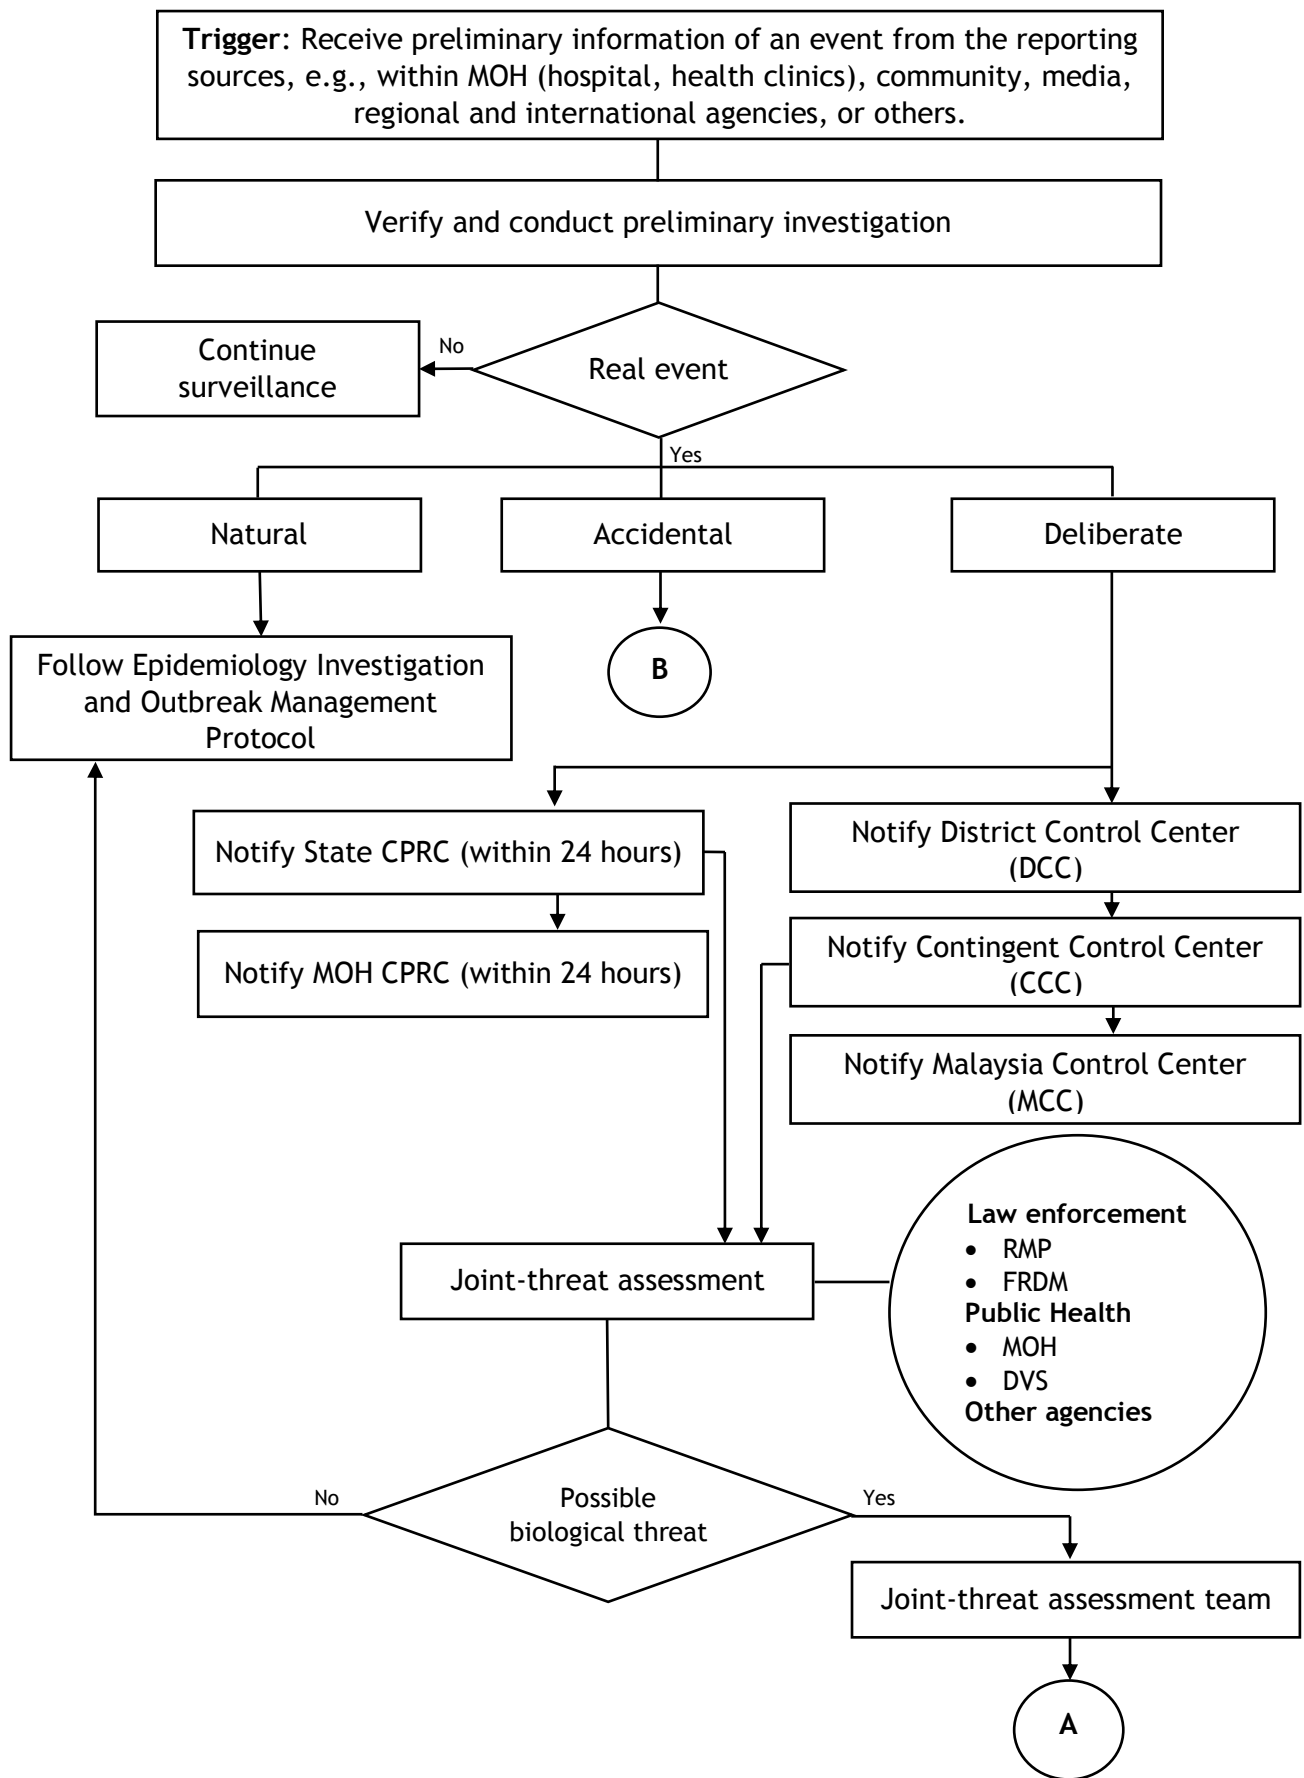 Trigger: Receive preliminary information of an event from the reporting
sources, e.g., within MOH (hospital, health clinics), community, media,
regional and international agencies, or others.
Verify and conduct preliminary investigation
Real event
No
Continue
surveillance
Yes
Natural
Accidental
Deliberate
Follow Epidemiology Investigation
and Outbreak Management
Protocol
B
Notify State CPRC (within 24 hours)
Notify MOH CPRC (within 24 hours)
Notify District Control Center
(DCC)
Notify Contingent Control Center
(CCC)
Notify Malaysia Control Center
(MCC)
Joint-threat assessment
Law enforcement
• RMP
• FRDM
Public Health
• MOH
• DVS
Other agencies
Possible
biological threat
No
Yes
Joint-threat assessment team
A